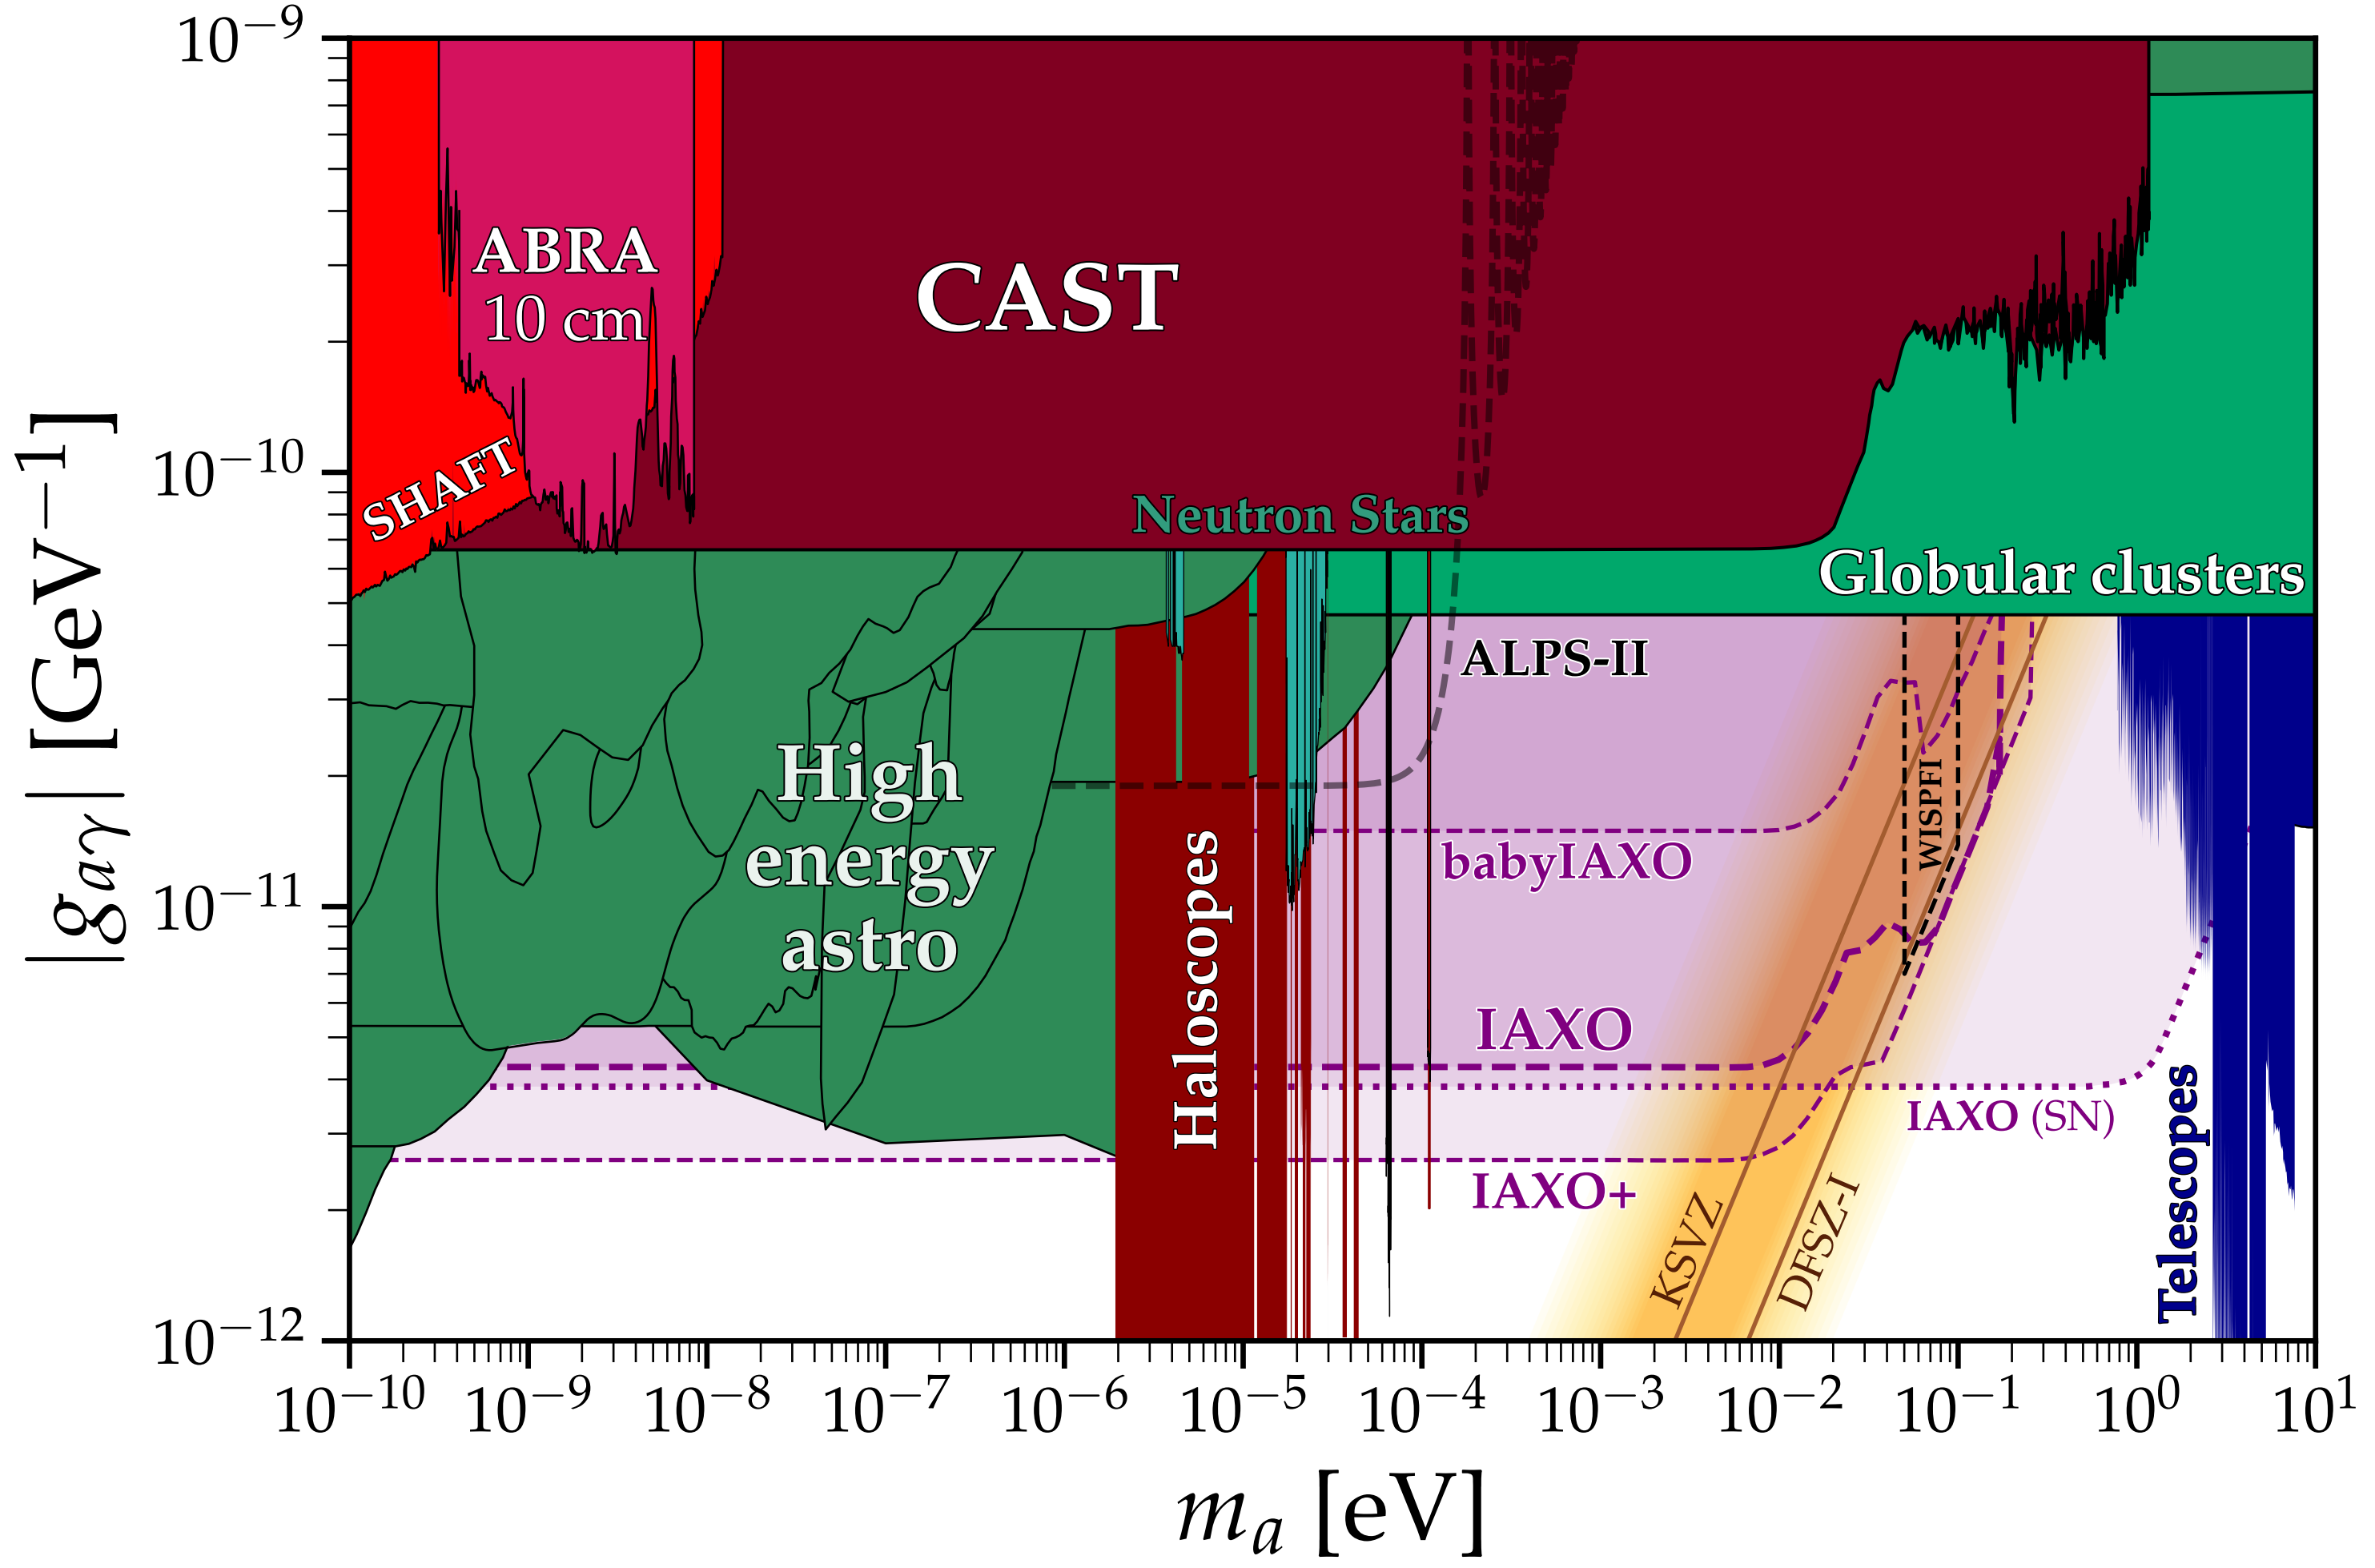 |g_{aγ}| [GeV^{−1}]
10^{−9}
10^{−10}
10^{−11}
10^{−12}
ABRA
10 cm
SHAFT
CAST
Neutron Stars
Globular clusters
ALPS-II
High
energy
astro
Haloscopes
babyIAXO
WISPFI
IAXO
IAXO (SN)
IAXO+
KSVZ
DFSZ-I
Telescopes
10^{−10} 10^{−9} 10^{−8} 10^{−7} 10^{−6} 10^{−5} 10^{−4} 10^{−3} 10^{−2} 10^{−1} 10^{0} 10^{1}
m_a [eV]